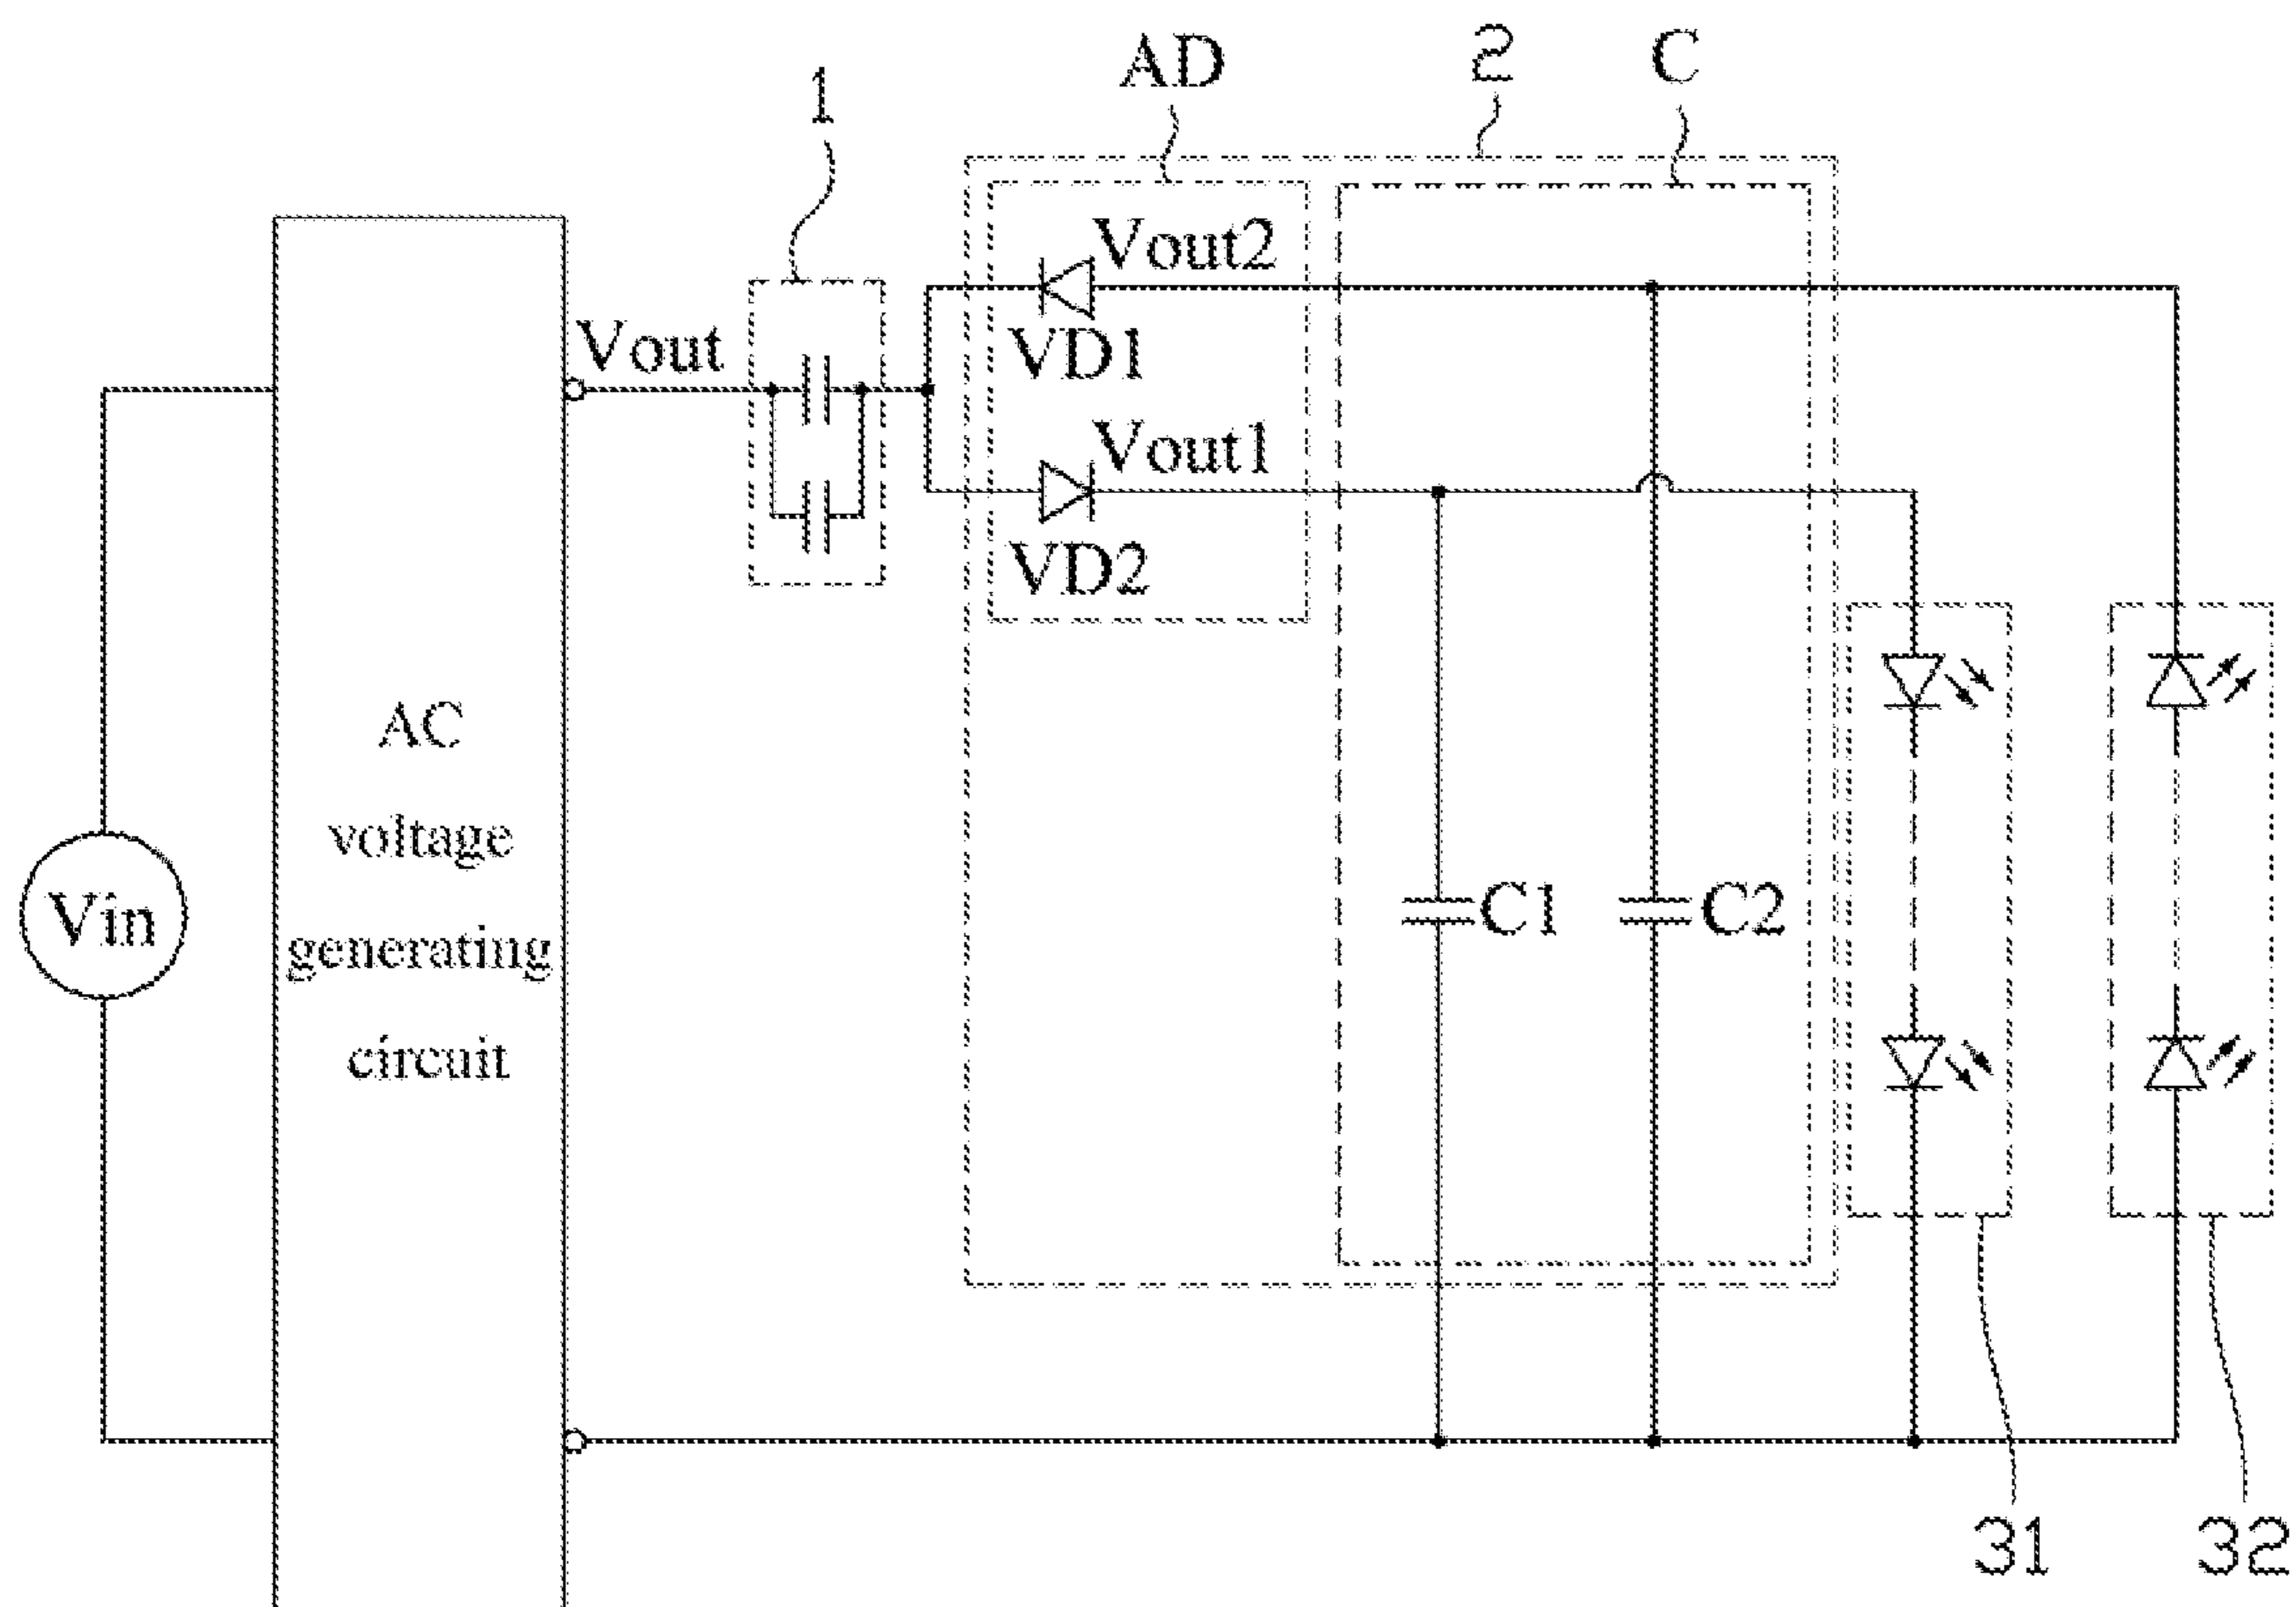 2
C
AD
1
Vout2
Vout
VD1
Vout1
VD2
AC
voltage
generating
circuit
Vin
C1
C2
31
32